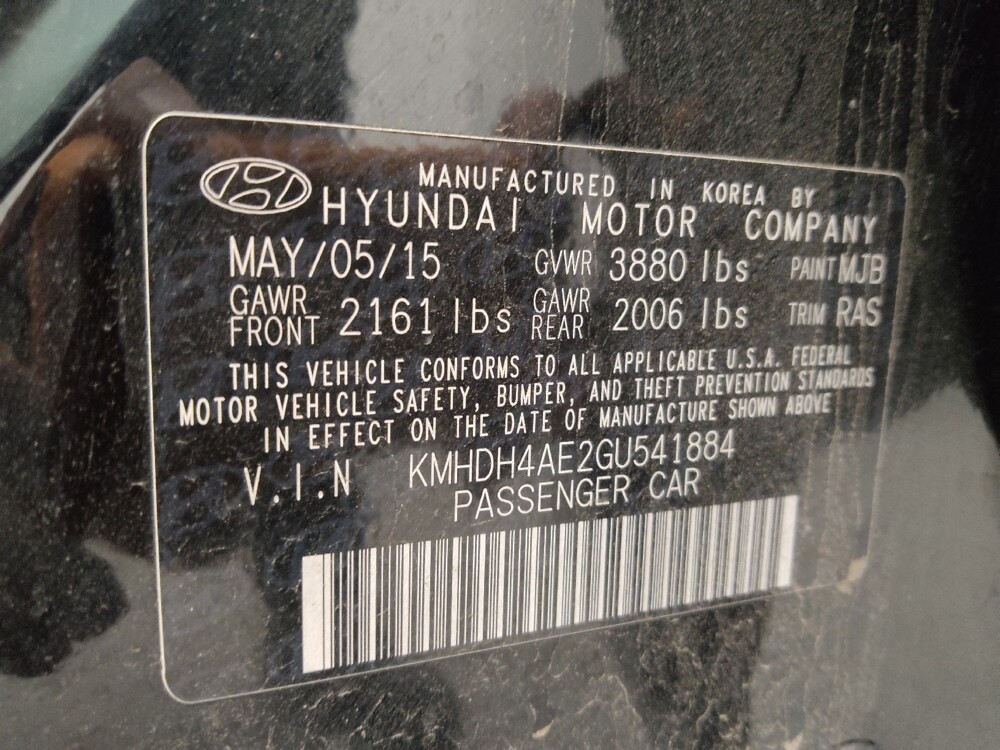 MANUFACTURED IN KOREA BY
HYUNDAI MOTOR COMPANY
MAY/05/15 GVWR 3880 lbs PAINT MJB
GAWR FRONT 2161 lbs GAWR REAR 2006 lbs TRIM RAS
THIS VEHICLE CONFORMS TO ALL APPLICABLE U.S.A. FEDERAL
MOTOR VEHICLE SAFETY, BUMPER, AND THEFT PREVENTION STANDARDS
IN EFFECT ON THE DATE OF MANUFACTURE SHOWN ABOVE
V.I.N KMHDH4AE2GU541884
PASSENGER CAR